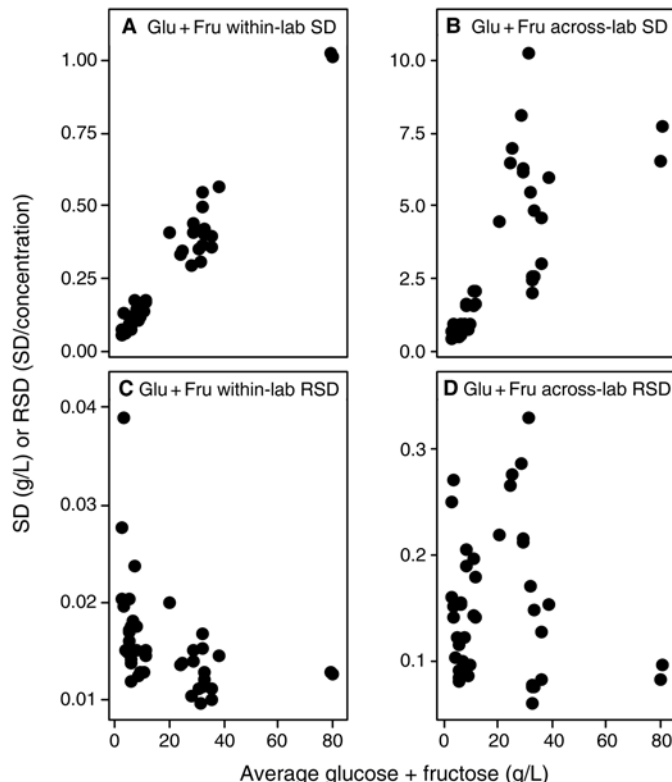 A Glu + Fru within-lab SD
B Glu + Fru across-lab SD
1.00
0.75
0.50
0.25
0.00
10.0
7.5
5.0
2.5
0.0
SD (g/L) or RSD (SD/concentration)
C Glu + Fru within-lab RSD
D Glu + Fru across-lab RSD
0.04
0.03
0.02
0.01
0.3
0.2
0.1
0 20 40 60 80
0 20 40 60 80
Average glucose + fructose (g/L)